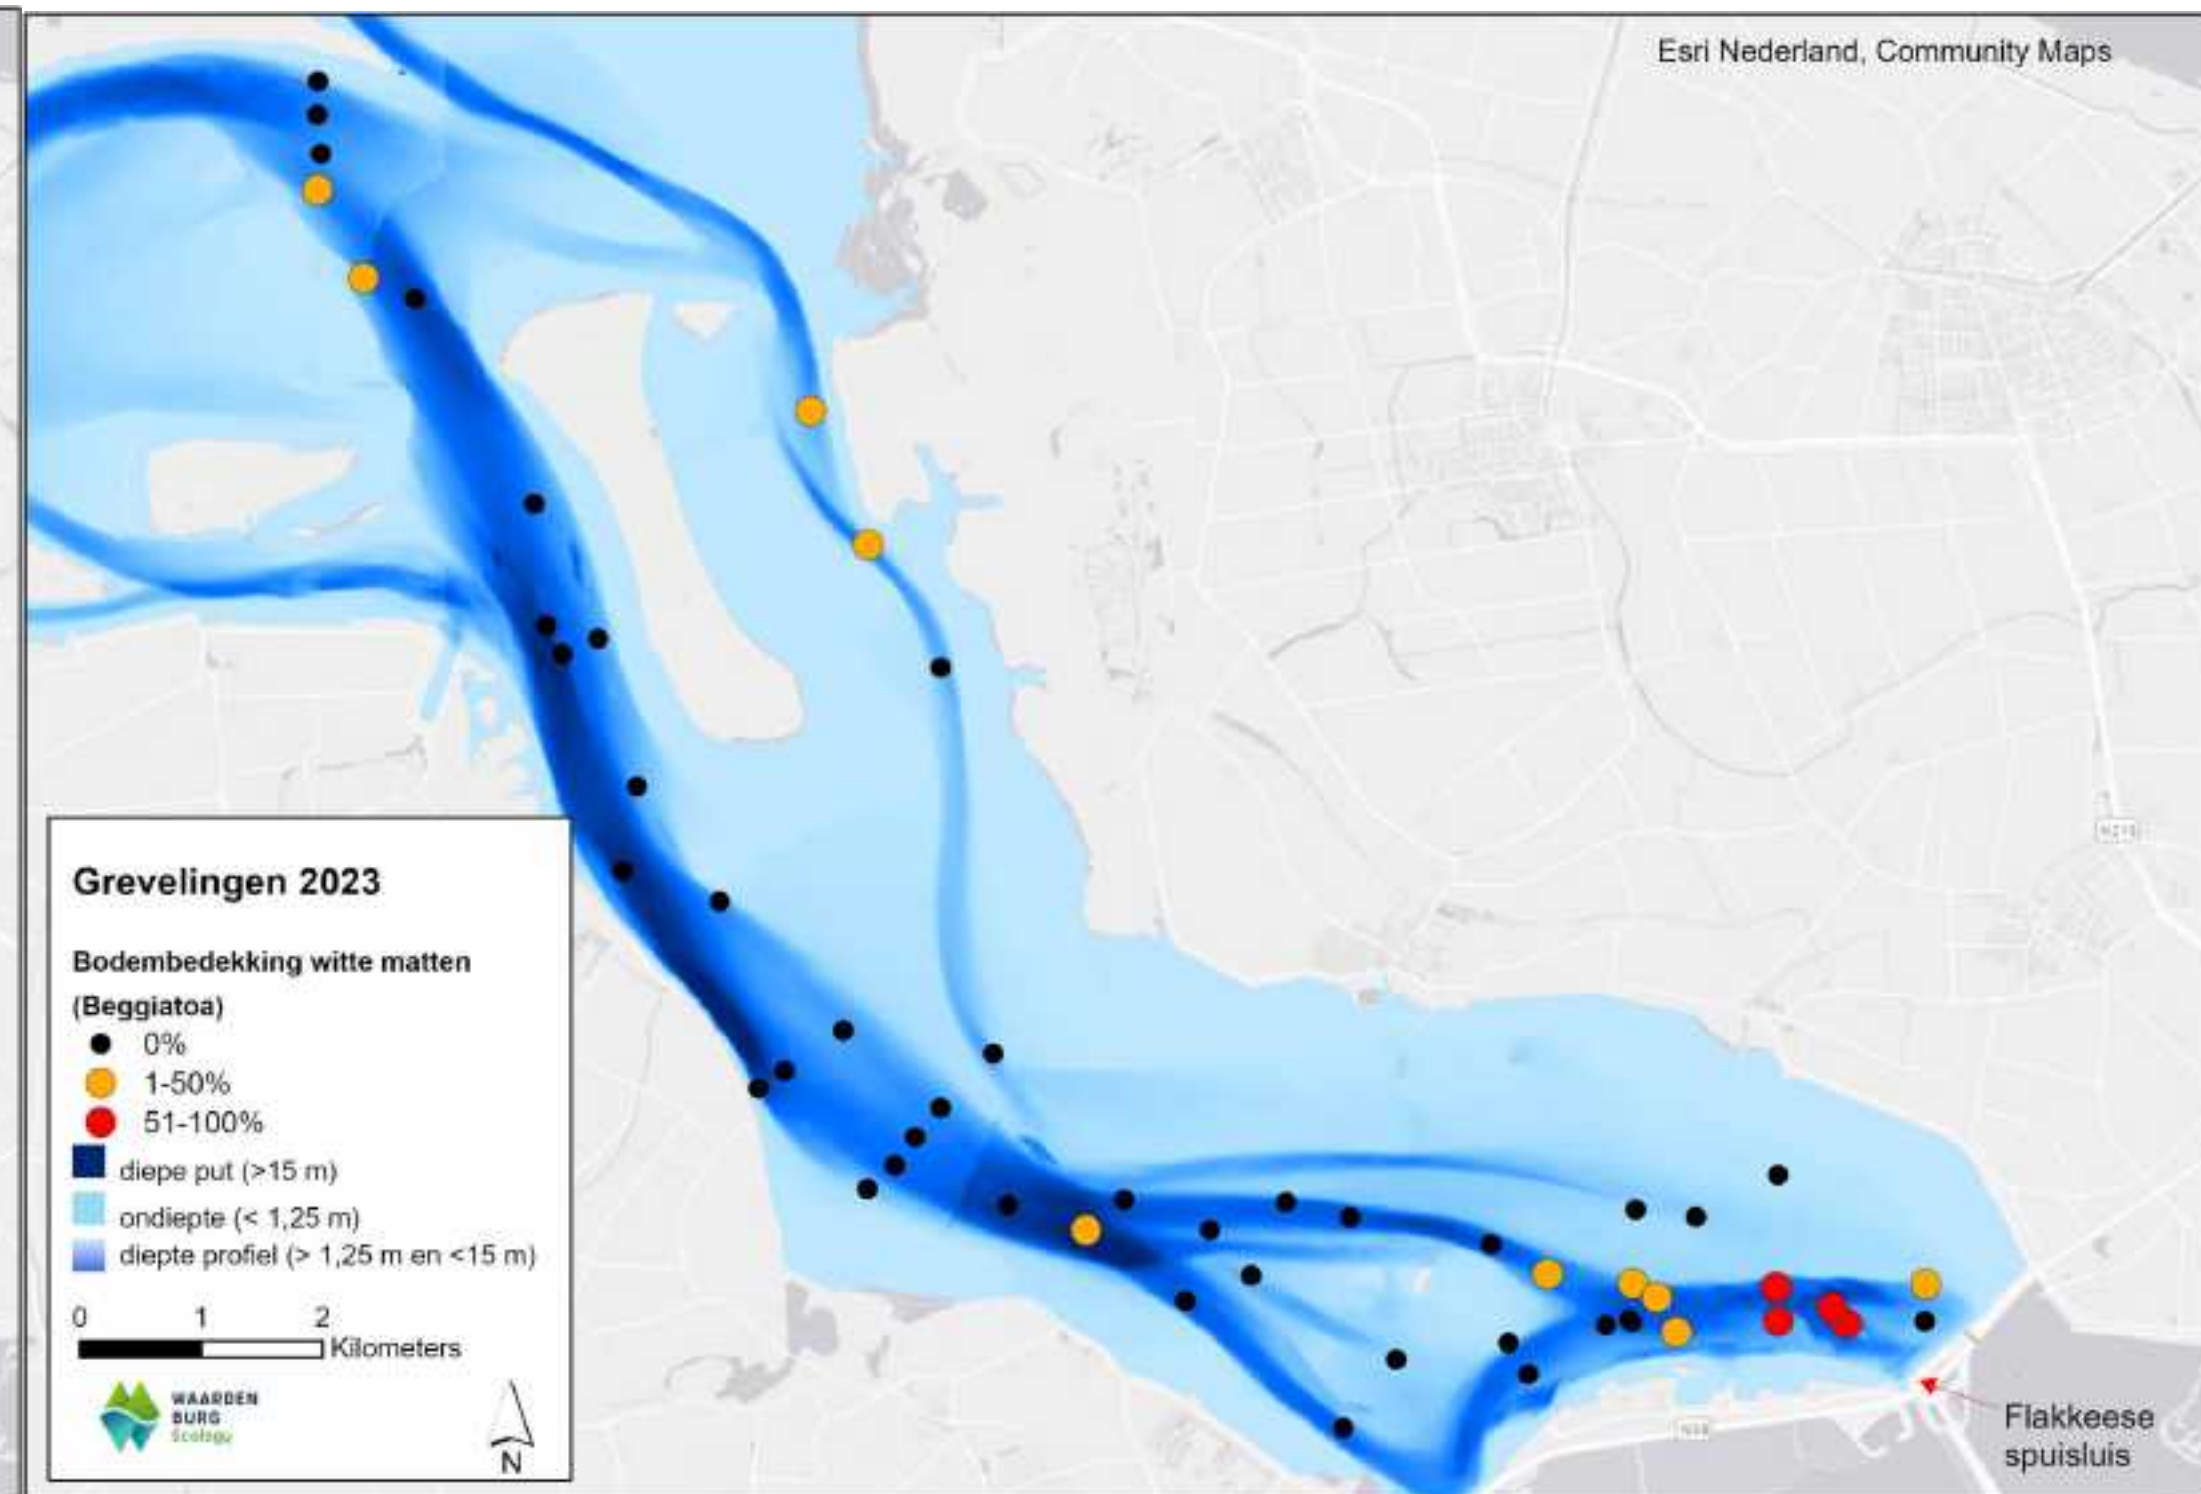 Esri Nederland, Community Maps
Grevelingen 2023
Bodembedekking witte matten
(Beggiatoa)
0%
1-50%
51-100%
diepe put (>15 m)
ondiepte (< 1,25 m)
diepte profiel (> 1,25 m en <15 m)
0 1 2
Kilometers
WAARDEN
BURG
Ecology
N
Flakkeese
spuisluis